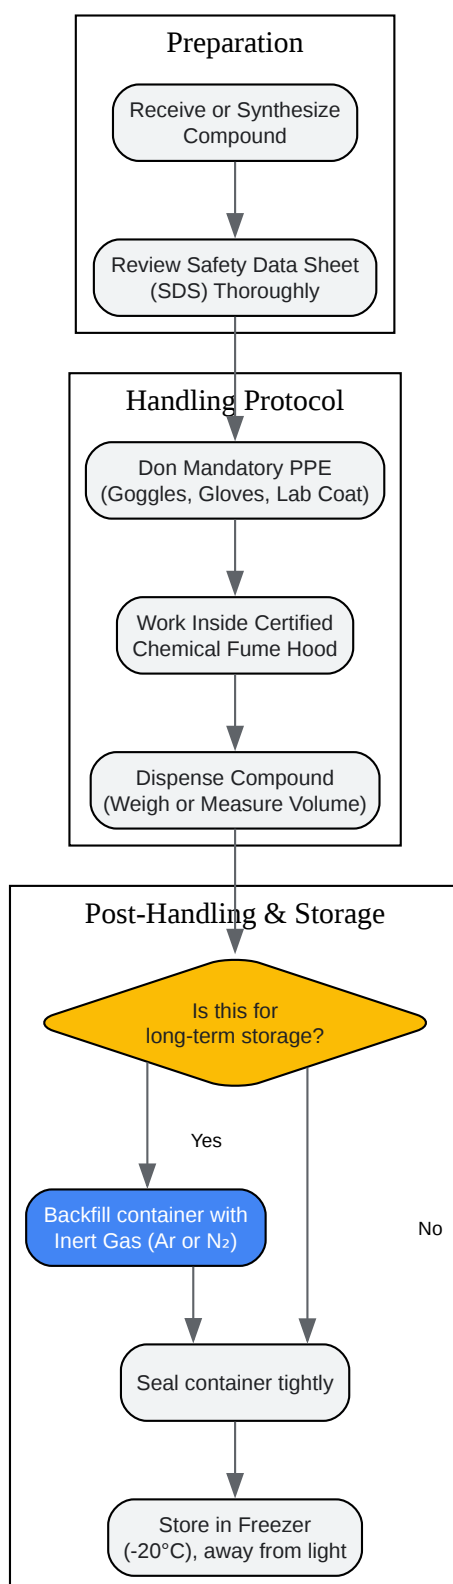 Preparation
Receive or Synthesize
Compound
Review Safety Data Sheet
(SDS) Thoroughly
Handling Protocol
Don Mandatory PPE
(Goggles, Gloves, Lab Coat)
Work Inside Certified
Chemical Fume Hood
Dispense Compound
(Weigh or Measure Volume)
Post-Handling & Storage
Is this for
long-term storage?
Yes
Backfill container with
Inert Gas (Ar or N₂)
No
Seal container tightly
Store in Freezer
(-20°C), away from light